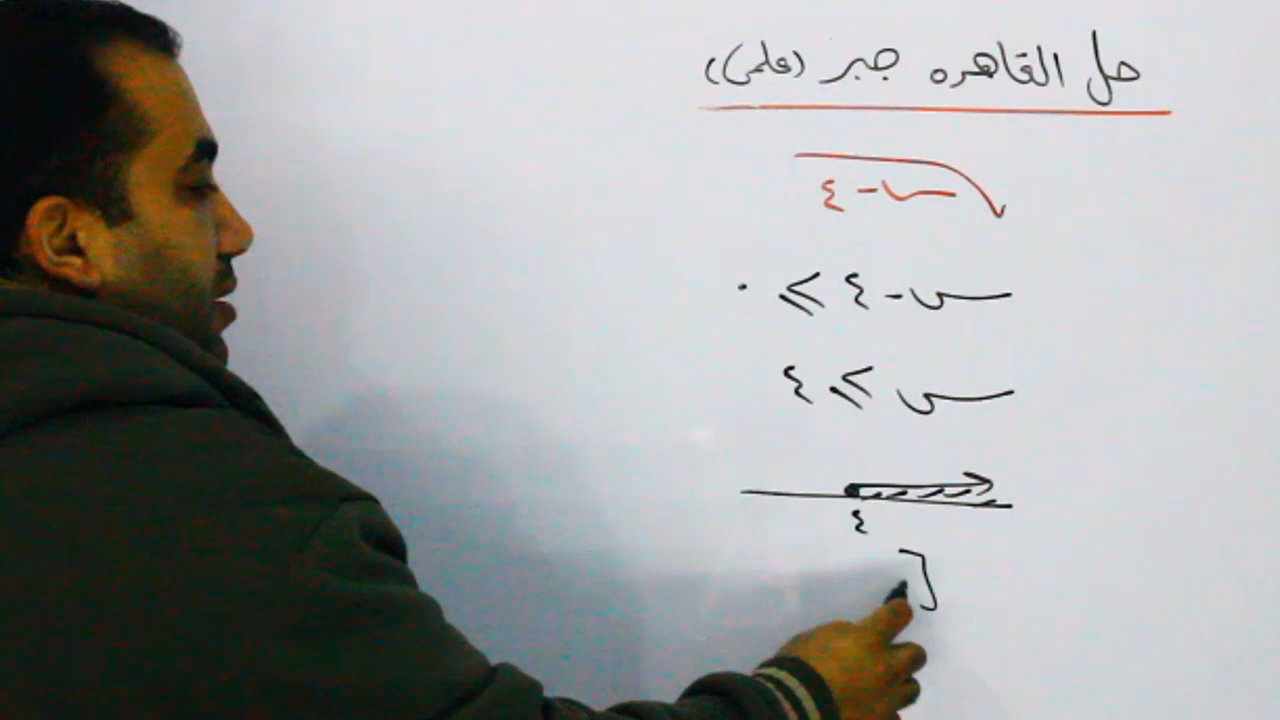 حل القاهره جبر (علمى)
√س - ٤
س - ٤ ⩾ ٠
س ⩾ ٤
٤
]